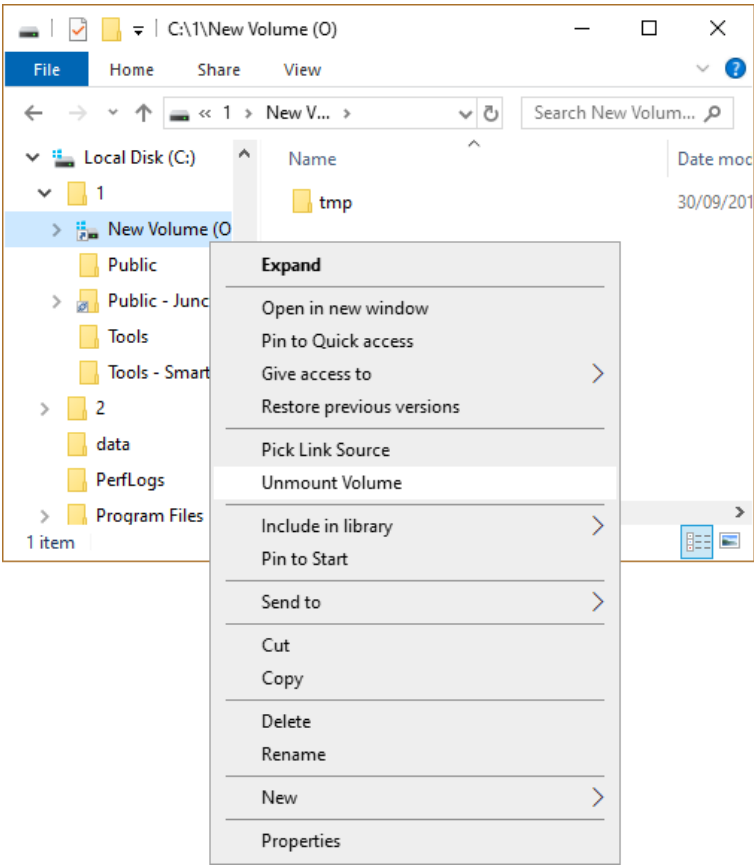 C:\1\New Volume (O)
File Home Share View
« 1 > New V... > Search New Volum...
Local Disk (C:)
1
New Volume (O
Public
Public - Junc
Tools
Tools - Smart
2
data
PerfLogs
Program Files
1 item
Name Date mod
tmp 30/09/201
Expand
Open in new window
Pin to Quick access
Give access to
Restore previous versions
Pick Link Source
Unmount Volume
Include in library
Pin to Start
Send to
Cut
Copy
Delete
Rename
New
Properties